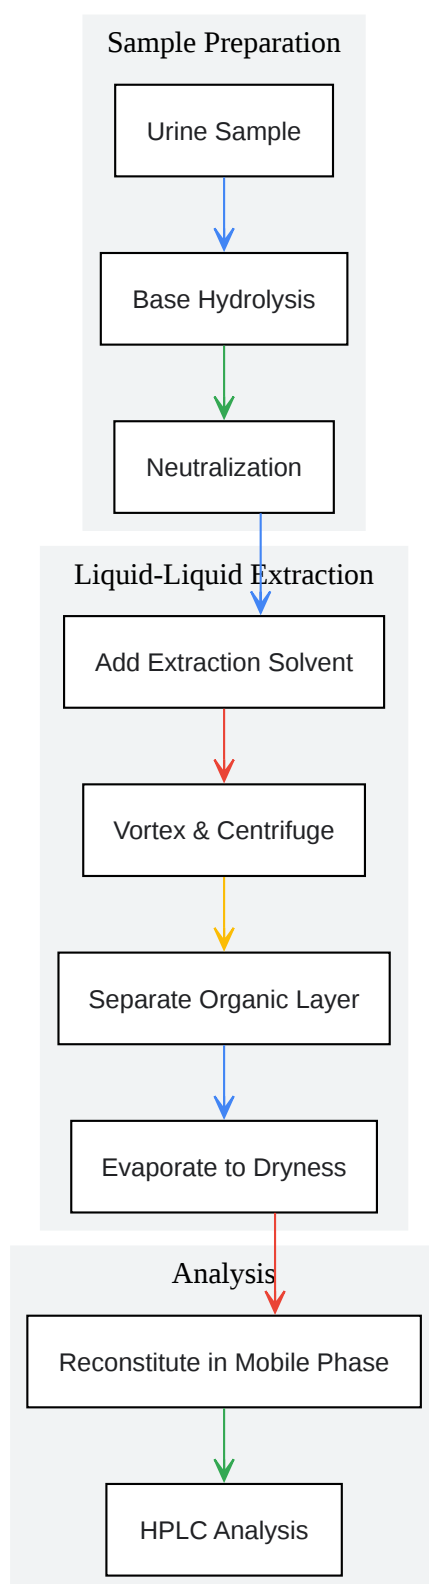 Sample Preparation
Urine Sample
Base Hydrolysis
Neutralization
Liquid-Liquid Extraction
Add Extraction Solvent
Vortex & Centrifuge
Separate Organic Layer
Evaporate to Dryness
Analysis
Reconstitute in Mobile Phase
HPLC Analysis